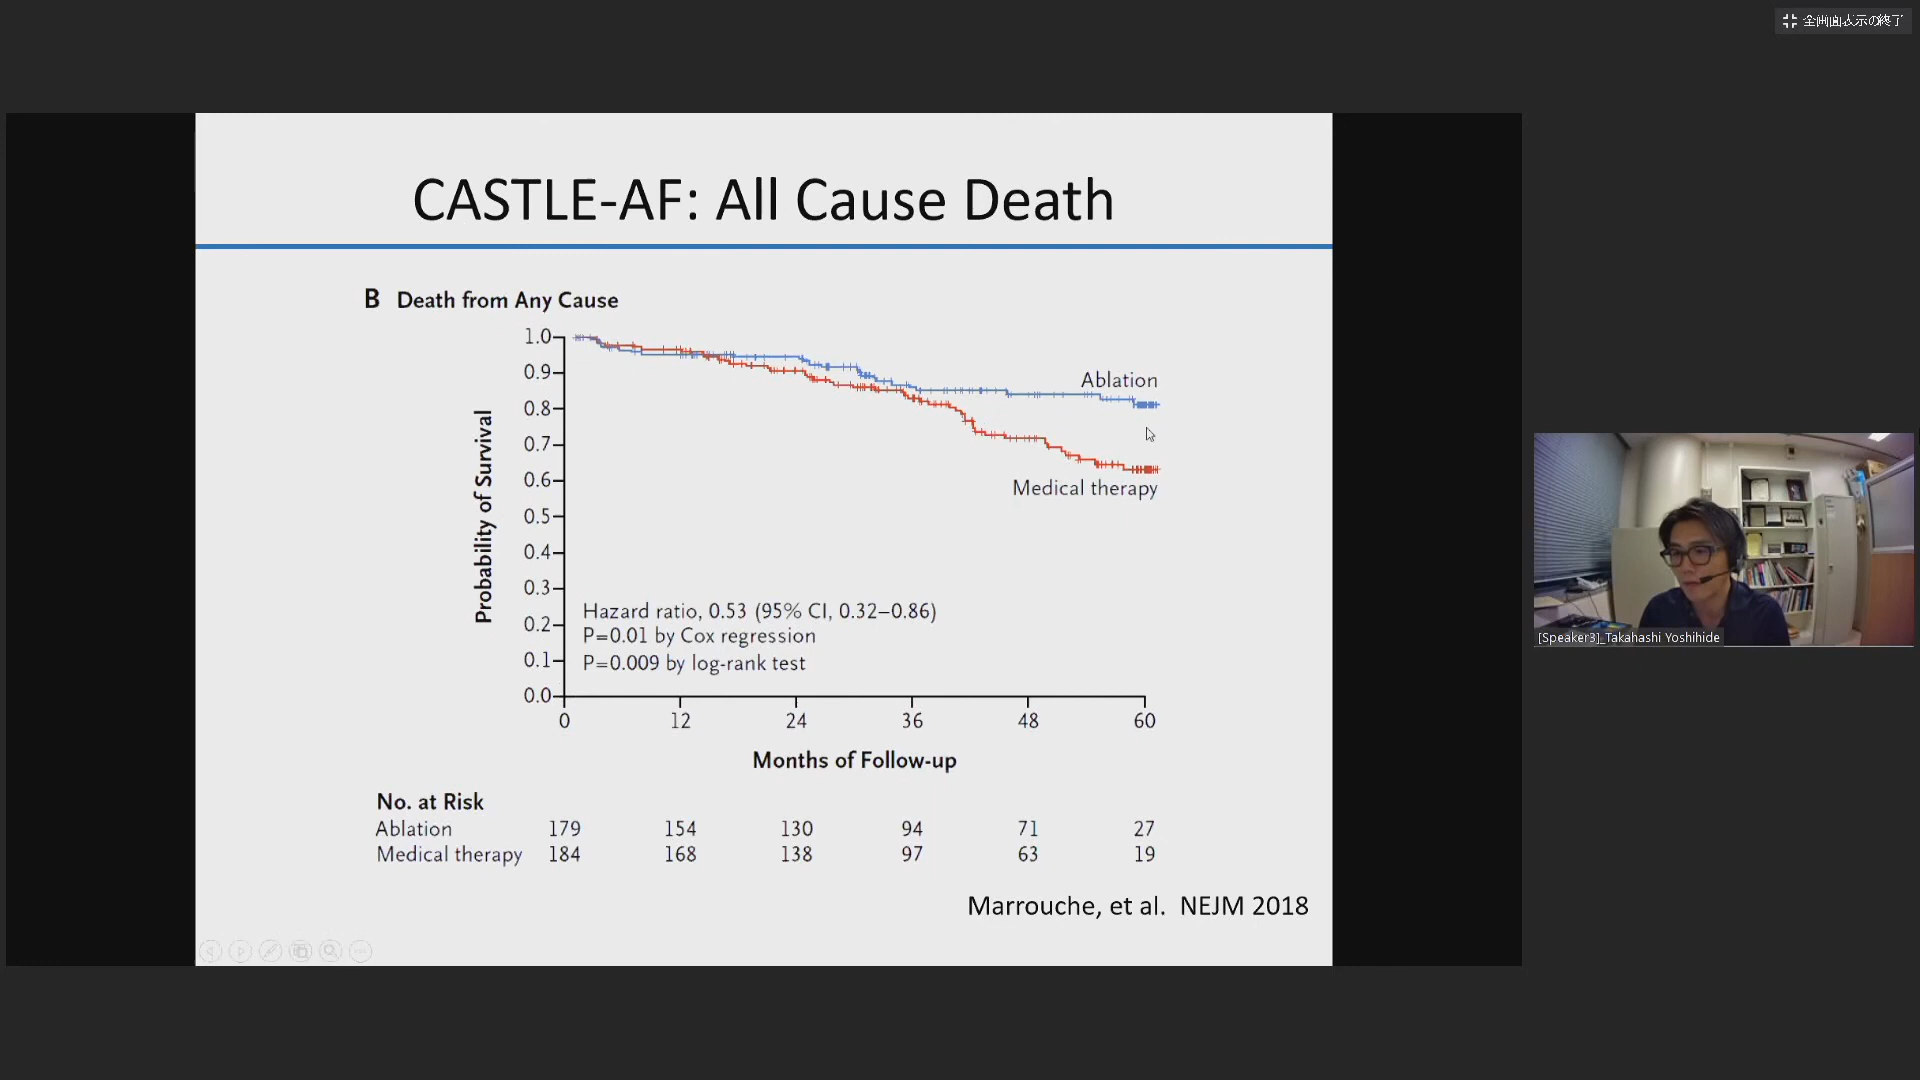 全画面表示の終了
CASTLE-AF: All Cause Death
B Death from Any Cause
Probability of Survival
1.0
0.9
0.8
0.7
0.6
0.5
0.4
0.3
0.2
0.1
0.0
Ablation
Medical therapy
Hazard ratio, 0.53 (95% CI, 0.32–0.86)
P=0.01 by Cox regression
P=0.009 by log-rank test
0 12 24 36 48 60
Months of Follow-up
No. at Risk
Ablation 179 154 130 94 71 27
Medical therapy 184 168 138 97 63 19
Marrouche, et al. NEJM 2018
[Speaker3]_Takahashi Yoshihide